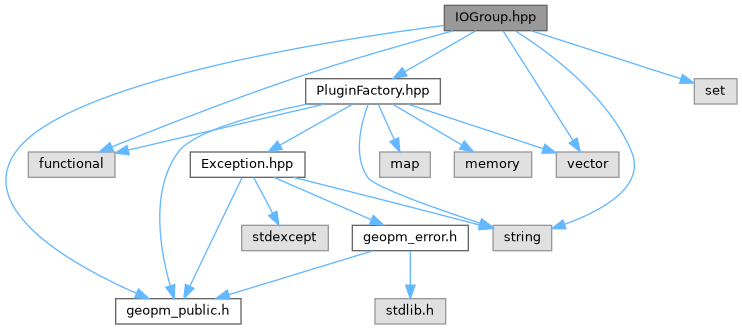 IOGroup.hpp
PluginFactory.hpp
set
functional
Exception.hpp
map
memory
vector
stdexcept
geopm_error.h
string
geopm_public.h
stdlib.h